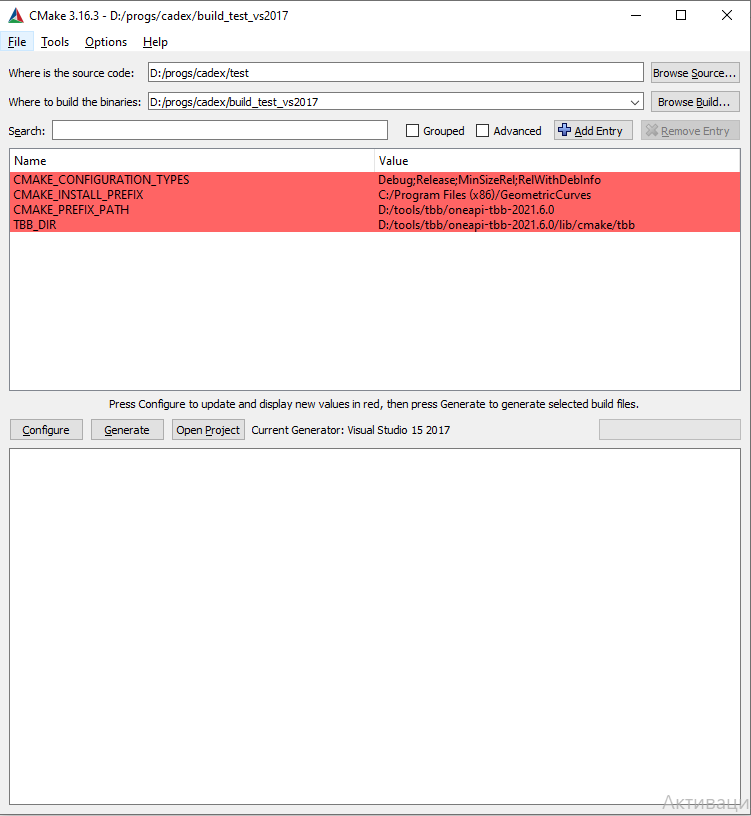 CMake 3.16.3 - D:/progs/cadex/build_test_vs2017
File Tools Options Help
Where is the source code: D:/progs/cadex/test Browse Source...
Where to build the binaries: D:/progs/cadex/build_test_vs2017 Browse Build...
Search: Grouped Advanced Add Entry Remove Entry
Name Value
CMAKE_CONFIGURATION_TYPES Debug;Release;MinSizeRel;RelWithDebInfo
CMAKE_INSTALL_PREFIX C:/Program Files (x86)/GeometricCurves
CMAKE_PREFIX_PATH D:/tools/tbb/oneapi-tbb-2021.6.0
TBB_DIR D:/tools/tbb/oneapi-tbb-2021.6.0/lib/cmake/tbb
Press Configure to update and display new values in red, then press Generate to generate selected build files.
Configure Generate Open Project Current Generator: Visual Studio 15 2017
Активаци